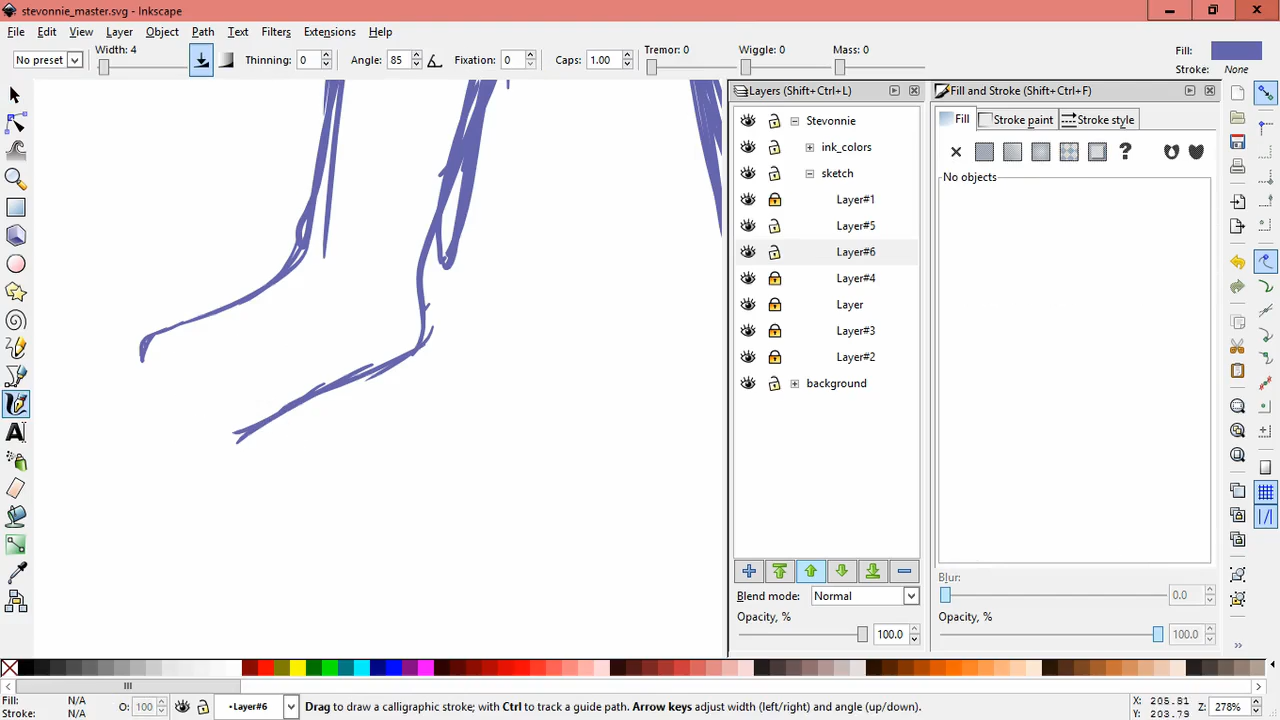 stevonnie_master.svg - Inkscape
File Edit View Layer Object Path Text Filters Extensions Help
No preset Width: 4 Thinning: 0 Angle: 85 Fixation: 0 Caps: 1.00 Tremor: 0 Wiggle: 0 Mass: 0 Fill: Stroke: None
Layers (Shift+Ctrl+L)
Stevonnie
ink_colors
sketch
Layer#1
Layer#5
Layer#6
Layer#4
Layer
Layer#3
Layer#2
background
Blend mode: Normal
Opacity, %
100.0
Fill and Stroke (Shift+Ctrl+F)
Fill Stroke paint Stroke style
No objects
Blur:
0.0
Opacity, %
100.0
Fill: N/A
Stroke: N/A
O: 100
•Layer#6
Drag to draw a calligraphic stroke; with Ctrl to track a guide path. Arrow keys adjust width (left/right) and angle (up/down).
X: 205.81
Y: 203.79
Z: 278%